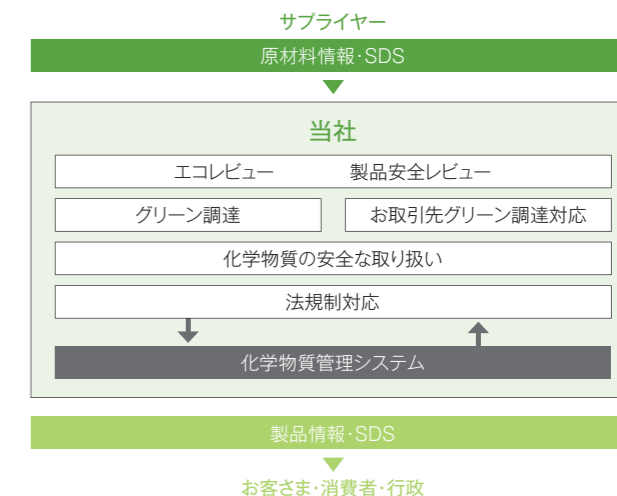 サプライヤー
原材料情報・SDS
当社
エコレビュー 製品安全レビュー
グリーン調達 お取引先グリーン調達対応
化学物質の安全な取り扱い
法規制対応
化学物質管理システム
製品情報・SDS
お客さま・消費者・行政